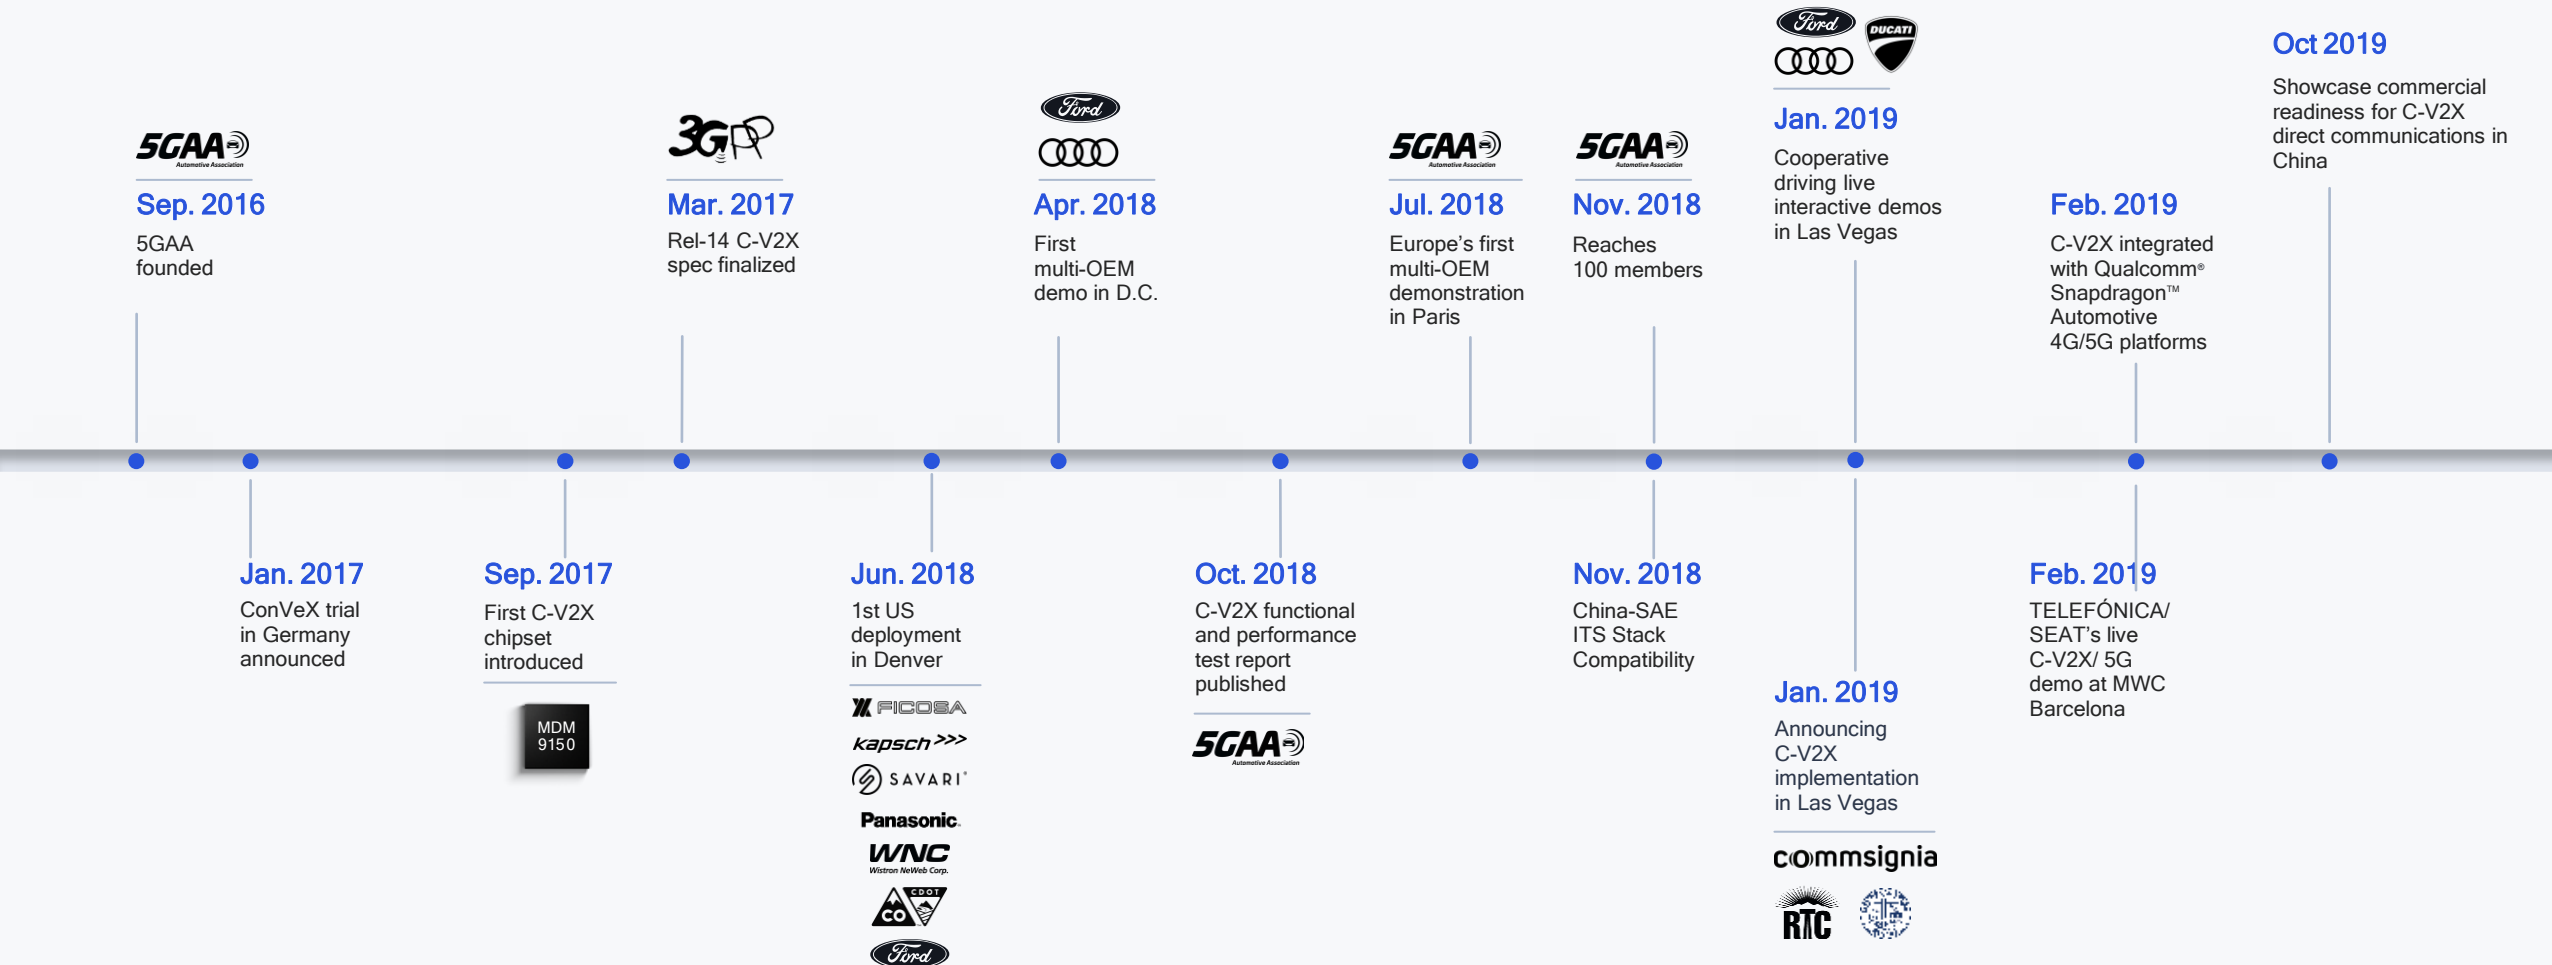 5GAA
Automotive Association
Sep. 2016
5GAA
founded
3GPP
Mar. 2017
Rel-14 C-V2X
spec finalized
Ford
Apr. 2018
First
multi-OEM
demo in D.C.
5GAA
Automotive Association
Jul. 2018
Europe’s first
multi-OEM
demonstration
in Paris
5GAA
Automotive Association
Nov. 2018
Reaches
100 members
Ford
DUCATI
Jan. 2019
Cooperative
driving live
interactive demos
in Las Vegas
Feb. 2019
C-V2X integrated
with Qualcomm®
Snapdragon™
Automotive
4G/5G platforms
Oct 2019
Showcase commercial
readiness for C-V2X
direct communications in
China
Jan. 2017
ConVeX trial
in Germany
announced
Sep. 2017
First C-V2X
chipset
introduced
MDM
9150
Jun. 2018
1st US
deployment
in Denver
FICOSA
kapsch >>>
SAVARI
Panasonic
WNC
Wistron NeWeb Corp.
CDOT
CO
Ford
Oct. 2018
C-V2X functional
and performance
test report
published
5GAA
Automotive Association
Nov. 2018
China-SAE
ITS Stack
Compatibility
Jan. 2019
Announcing
C-V2X
implementation
in Las Vegas
commsignia
RTC
Feb. 2019
TELEFÓNICA/
SEAT’s live
C-V2X/ 5G
demo at MWC
Barcelona